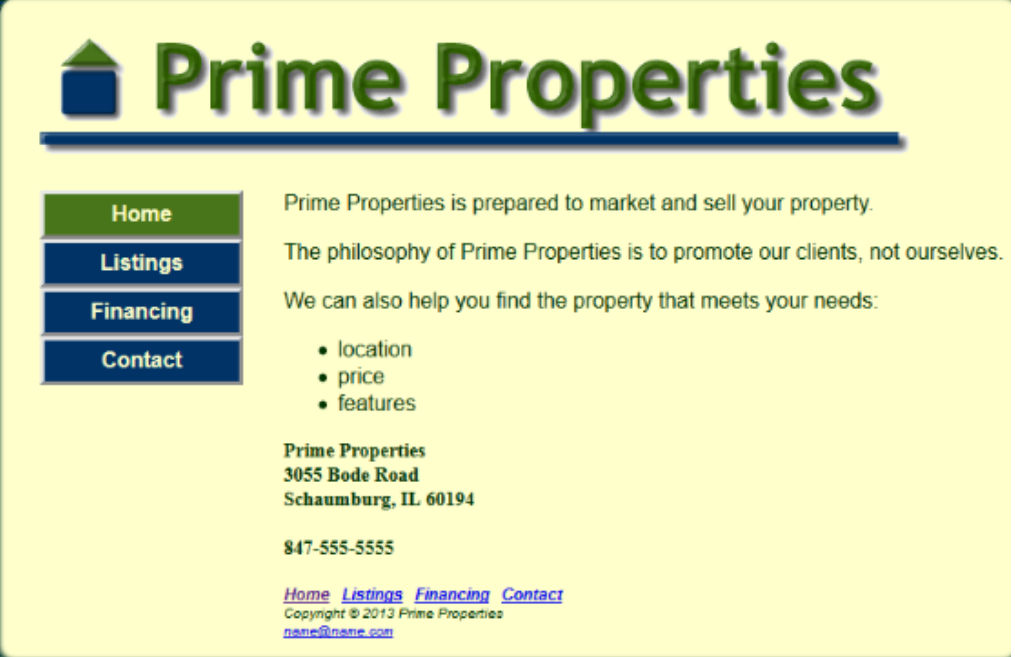 Prime Properties
Home
Listings
Financing
Contact
Prime Properties is prepared to market and sell your property.
The philosophy of Prime Properties is to promote our clients, not ourselves.
We can also help you find the property that meets your needs:
• location
• price
• features
Prime Properties
3055 Bode Road
Schaumburg, IL 60194
847-555-5555
Home Listings Financing Contact
Copyright © 2013 Prime Properties
name@name.com